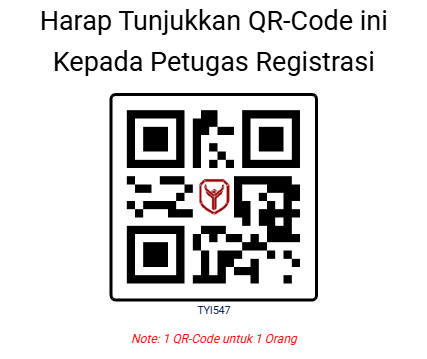 Harap Tunjukkan QR-Code ini
Kepada Petugas Registrasi
TYI547
Note: 1 QR-Code untuk 1 Orang